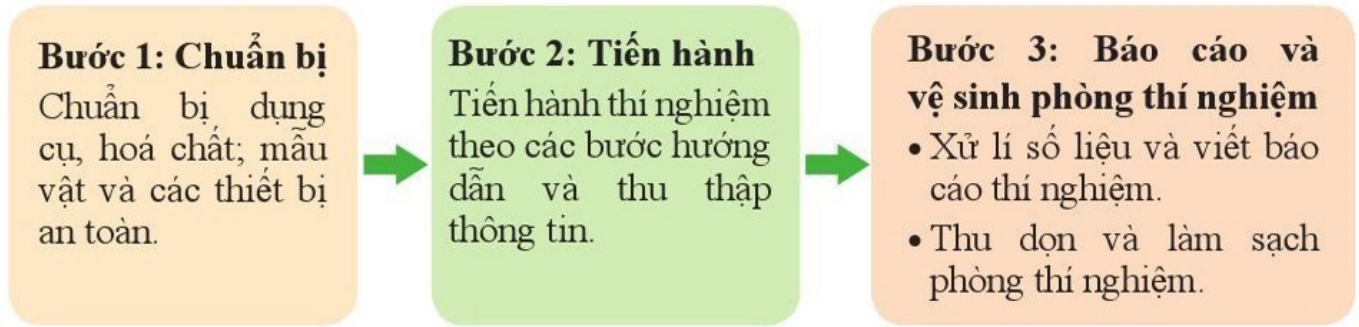 Bước 1: Chuẩn bị
Chuẩn bị dụng
cụ, hoá chất; mẫu
vật và các thiết bị
an toàn.
Bước 2: Tiến hành
Tiến hành thí nghiệm
theo các bước hướng
dẫn và thu thập
thông tin.
Bước 3: Báo cáo và
vệ sinh phòng thí nghiệm
• Xử lí số liệu và viết báo
cáo thí nghiệm.
• Thu dọn và làm sạch
phòng thí nghiệm.